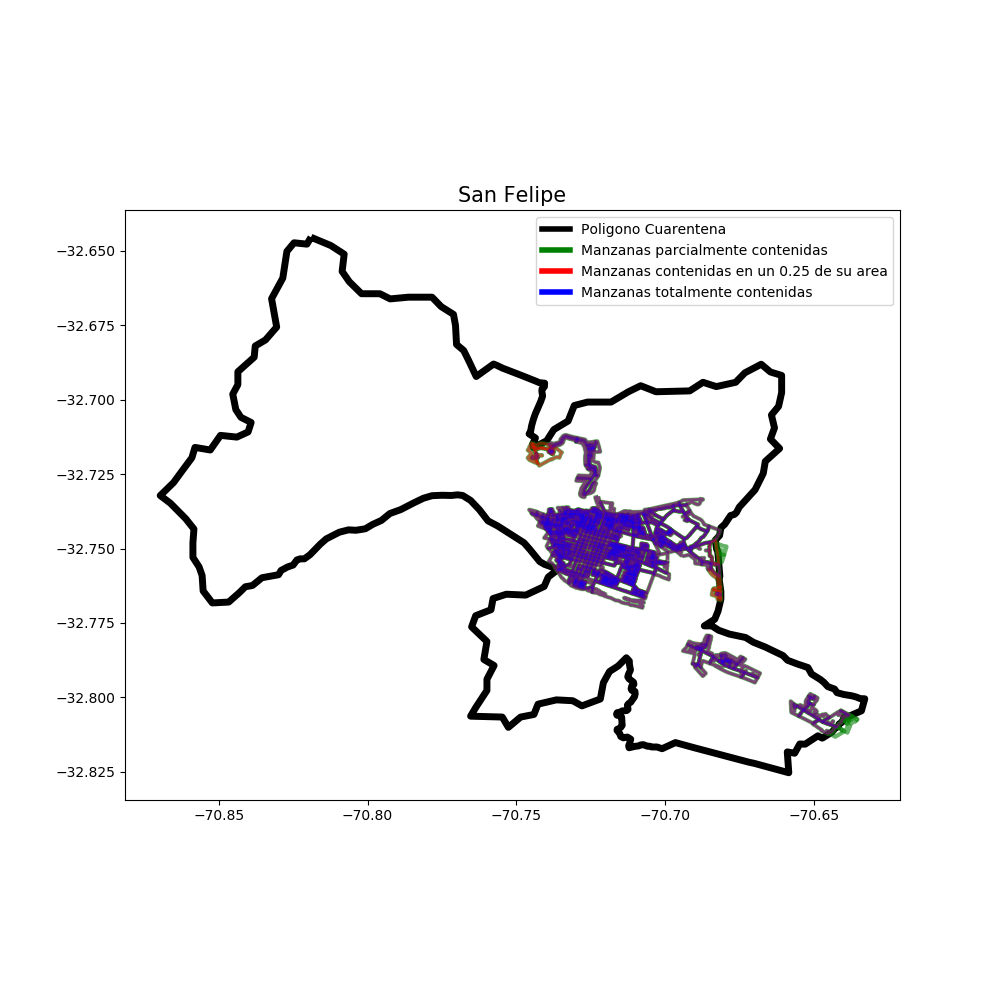 San Felipe
Poligono Cuarentena
Manzanas parcialmente contenidas
Manzanas contenidas en un 0.25 de su area
Manzanas totalmente contenidas
−32.650
−32.675
−32.700
−32.725
−32.750
−32.775
−32.800
−32.825
−70.85 −70.80 −70.75 −70.70 −70.65